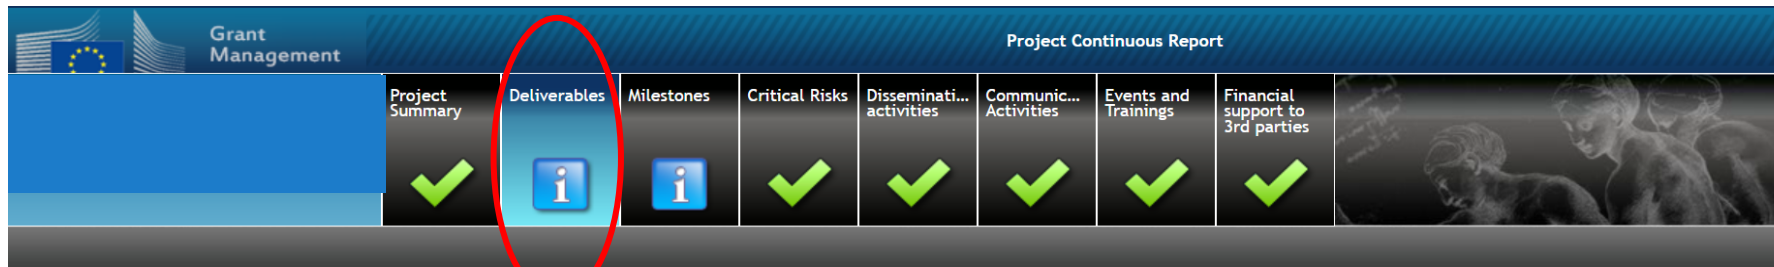 Grant
Management
Project Continuous Report
Project
Summary
Deliverables
Milestones
Critical Risks
Disseminati...
activities
Communic...
Activities
Events and
Trainings
Financial
support to
3rd parties